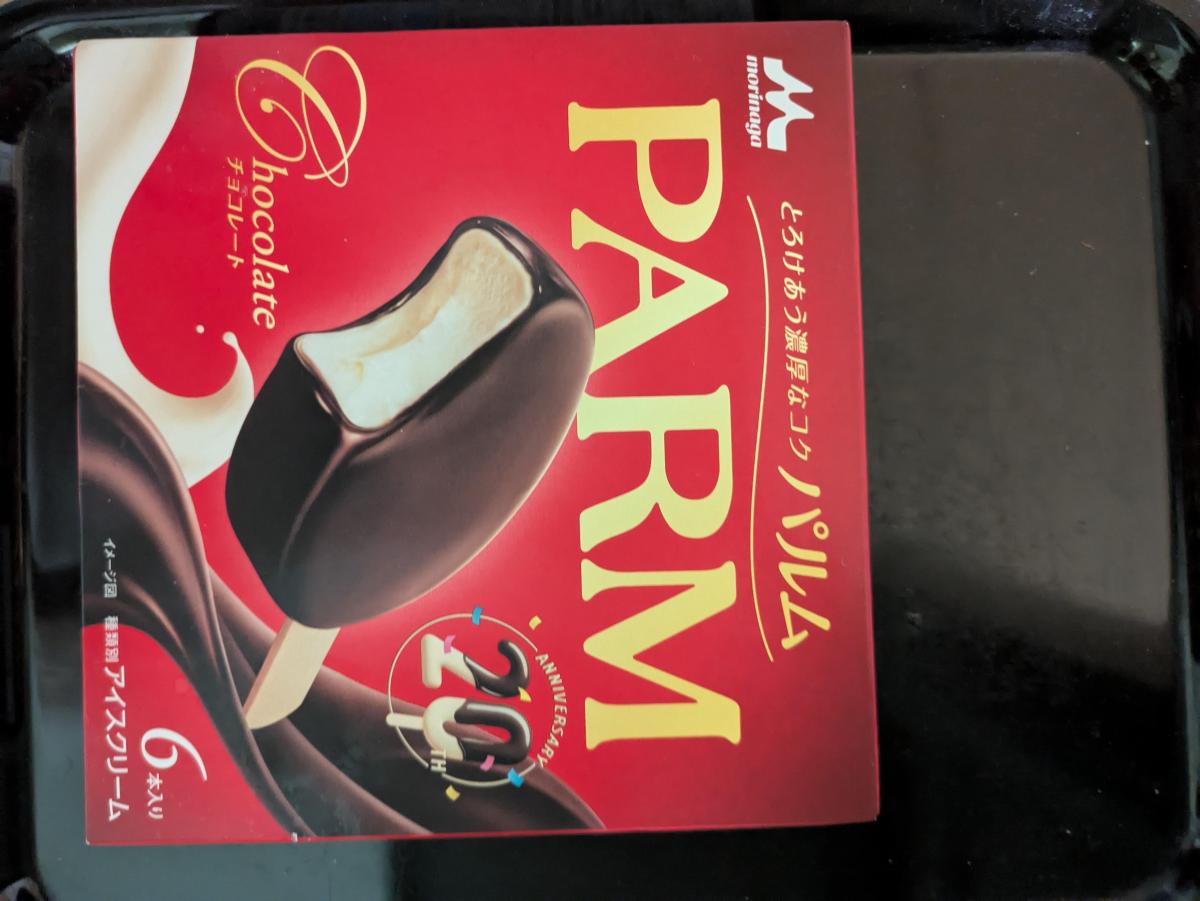 morinaga
とろけあう濃厚なコク パルム
PARM
Chocolate
チョコレート
ANNIVERSARY
20TH
6本入り
イメージ図 種類別 アイスクリーム